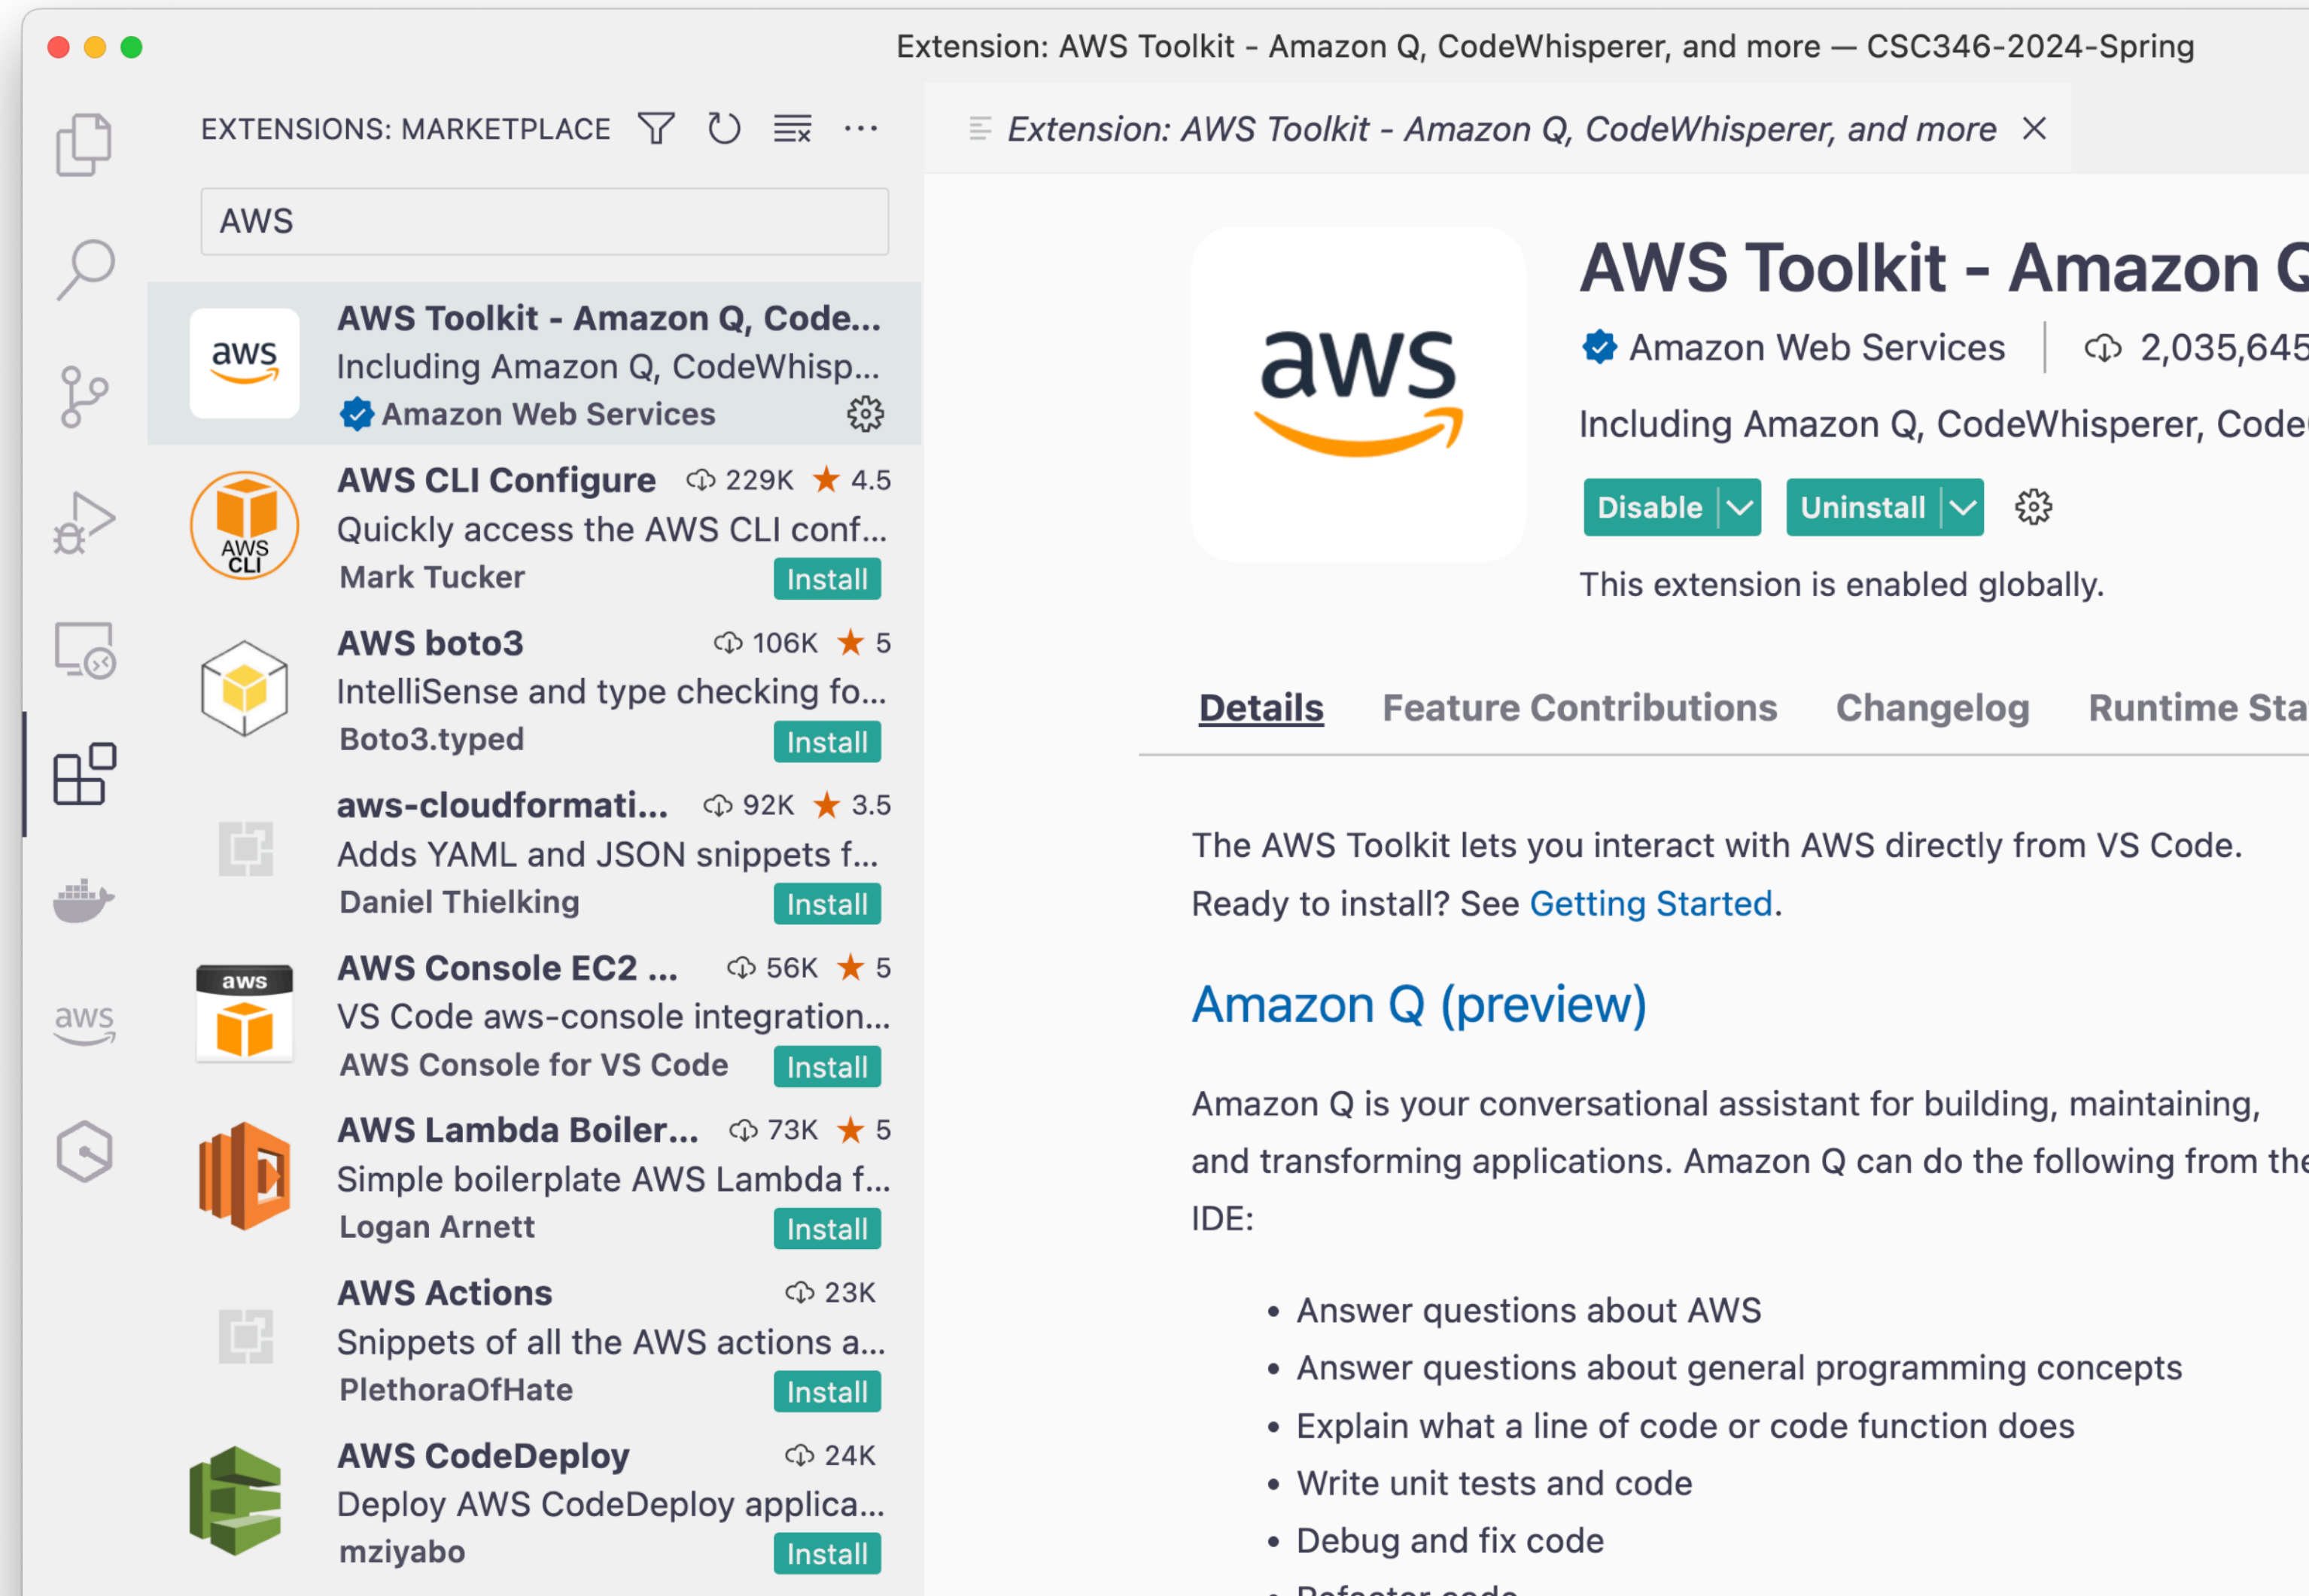 Extension: AWS Toolkit - Amazon Q, CodeWhisperer, and more — CSC346-2024-Spring
EXTENSIONS: MARKETPLACE
AWS
aws
AWS Toolkit - Amazon Q, Code...
Including Amazon Q, CodeWhisp...
Amazon Web Services
AWS CLI
AWS CLI Configure 229K 4.5
Quickly access the AWS CLI conf...
Mark Tucker Install
AWS boto3 106K 5
IntelliSense and type checking fo...
Boto3.typed Install
aws-cloudformati... 92K 3.5
Adds YAML and JSON snippets f...
Daniel Thielking Install
aws
AWS Console EC2 ... 56K 5
VS Code aws-console integration...
AWS Console for VS Code Install
aws
AWS Lambda Boiler... 73K 5
Simple boilerplate AWS Lambda f...
Logan Arnett Install
AWS Actions 23K
Snippets of all the AWS actions a...
PlethoraOfHate Install
AWS CodeDeploy 24K
Deploy AWS CodeDeploy applica...
mziyabo Install
Extension: AWS Toolkit - Amazon Q, CodeWhisperer, and more
aws
AWS Toolkit - Amazon Q
Amazon Web Services 2,035,645
Including Amazon Q, CodeWhisperer, Code
Disable Uninstall
This extension is enabled globally.
Details Feature Contributions Changelog Runtime Sta
The AWS Toolkit lets you interact with AWS directly from VS Code.
Ready to install? See Getting Started.
Amazon Q (preview)
Amazon Q is your conversational assistant for building, maintaining,
and transforming applications. Amazon Q can do the following from the
IDE:
• Answer questions about AWS
• Answer questions about general programming concepts
• Explain what a line of code or code function does
• Write unit tests and code
• Debug and fix code